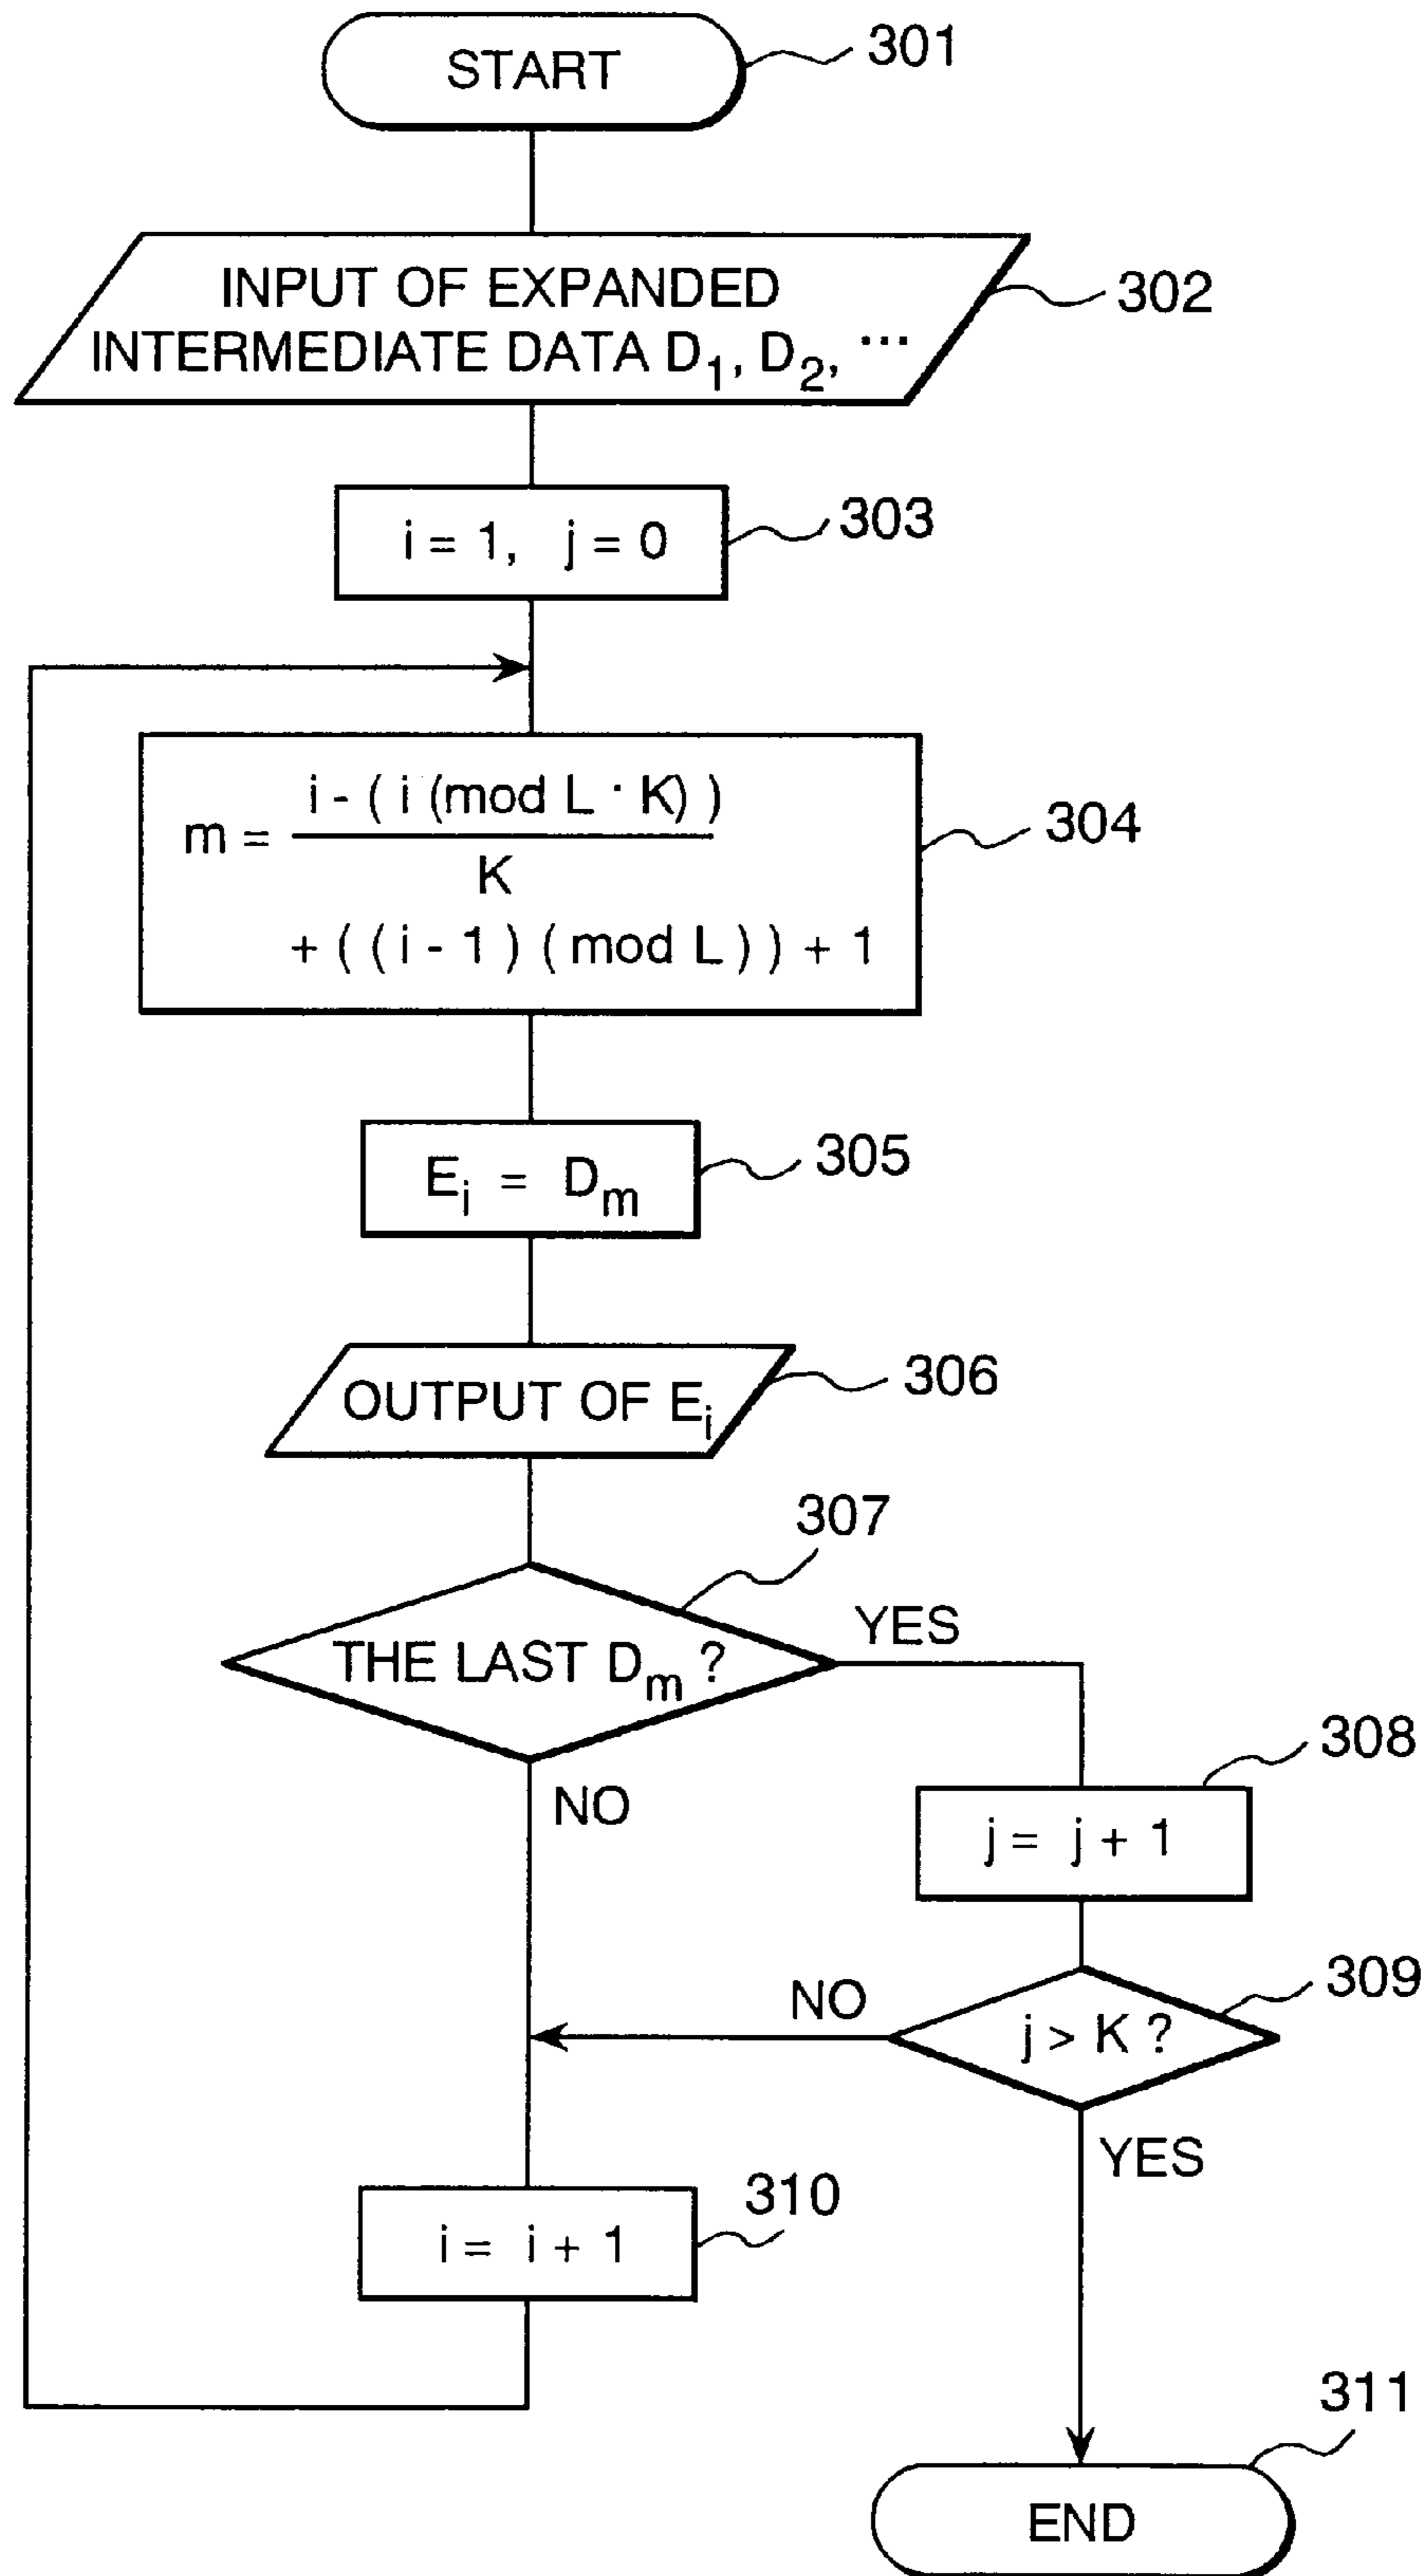 START
301
INPUT OF EXPANDED
INTERMEDIATE DATA D1, D2, ...
302
i = 1, j = 0
303
m = i - ( i (mod L · K) )
K
+ ( ( i - 1 ) ( mod L ) ) + 1
304
Ei = Dm
305
OUTPUT OF Ei
306
307
THE LAST Dm ?
YES
NO
308
j = j + 1
309
j > K ?
NO
YES
310
i = i + 1
311
END